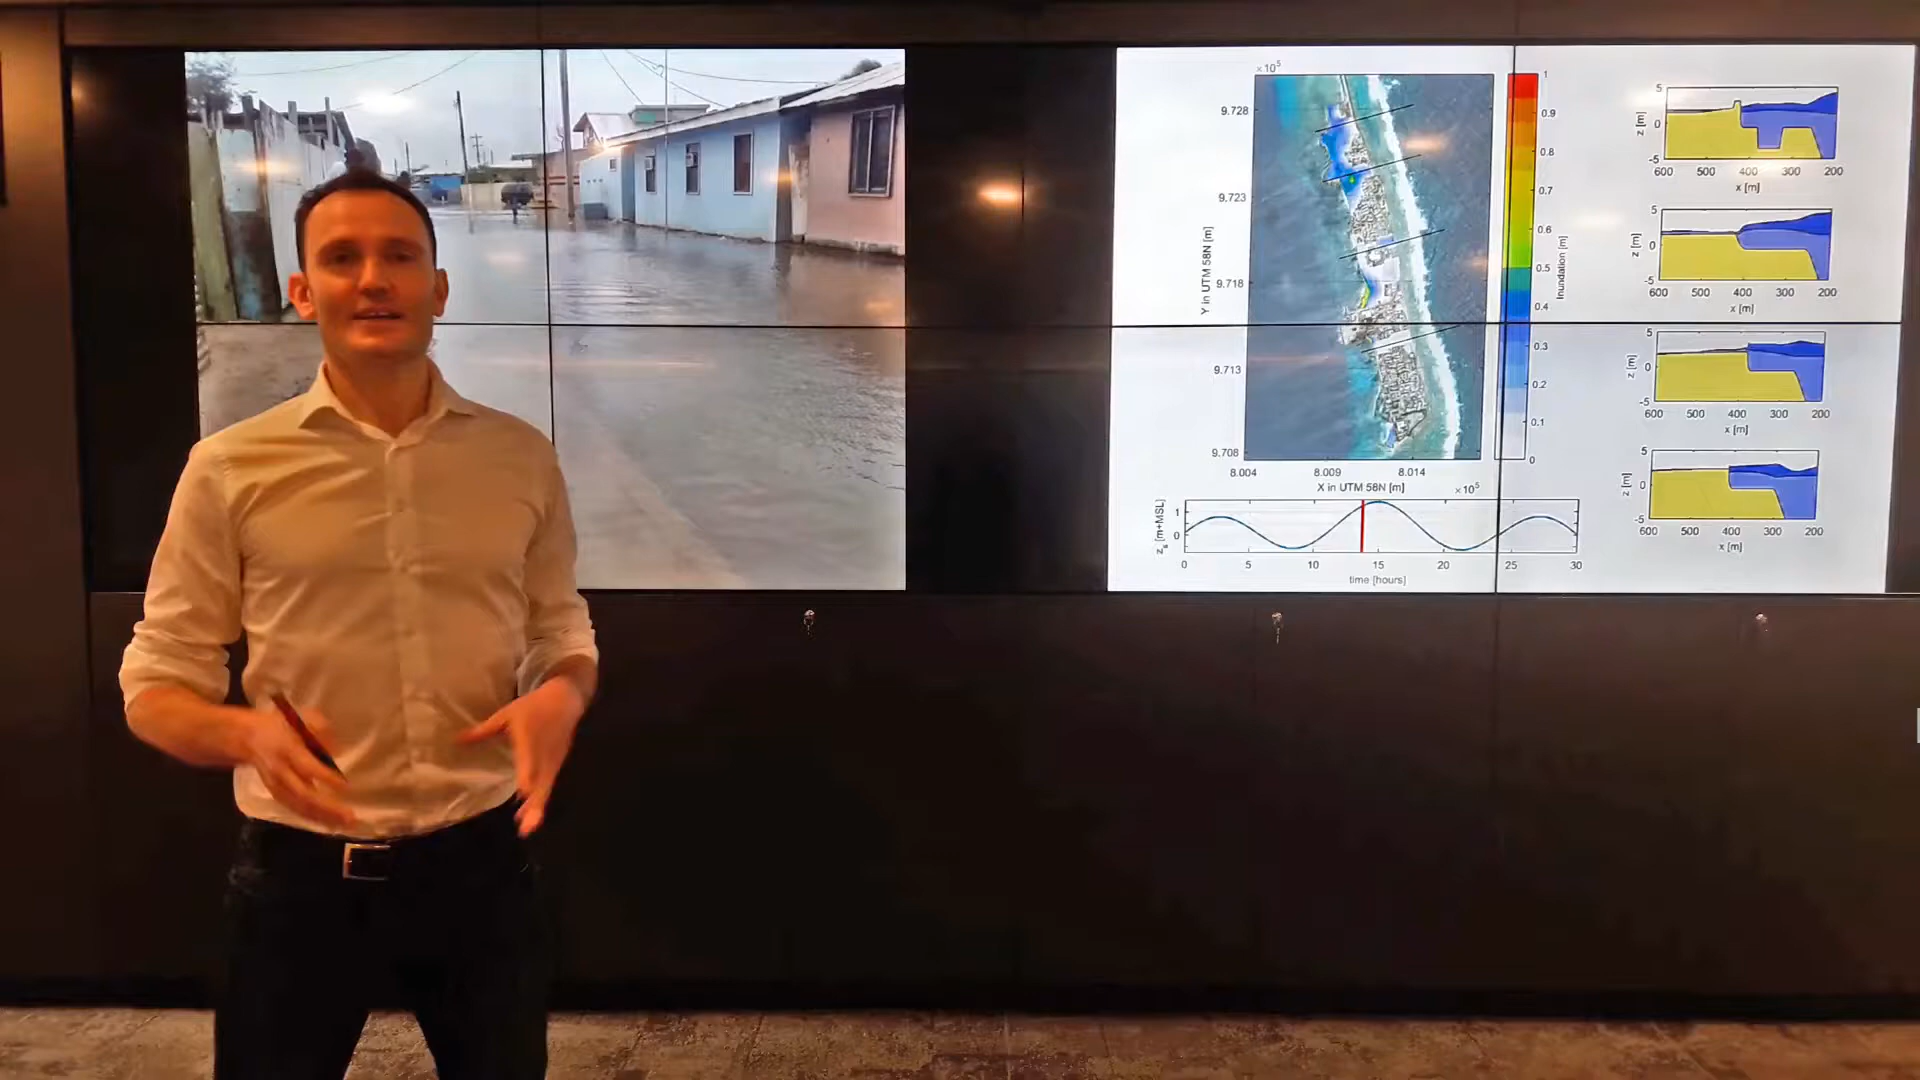 ×10⁵
9.728
9.723
9.718
9.713
9.708
Y in UTM 58N [m]
8.004 8.009 8.014
X in UTM 58N [m] ×10⁵
1
0.9
0.8
0.7
0.6
0.5
0.4
0.3
0.2
0.1
0
Inundation [m]
1
0
z_s [m+MSL]
0 5 10 15 20 25 30
time [hours]
5
0
-5
z [m]
600 500 400 300 200
x [m]
5
0
-5
z [m]
600 500 400 300 200
x [m]
5
0
-5
z [m]
600 500 400 300 200
x [m]
5
0
-5
z [m]
600 500 400 300 200
x [m]